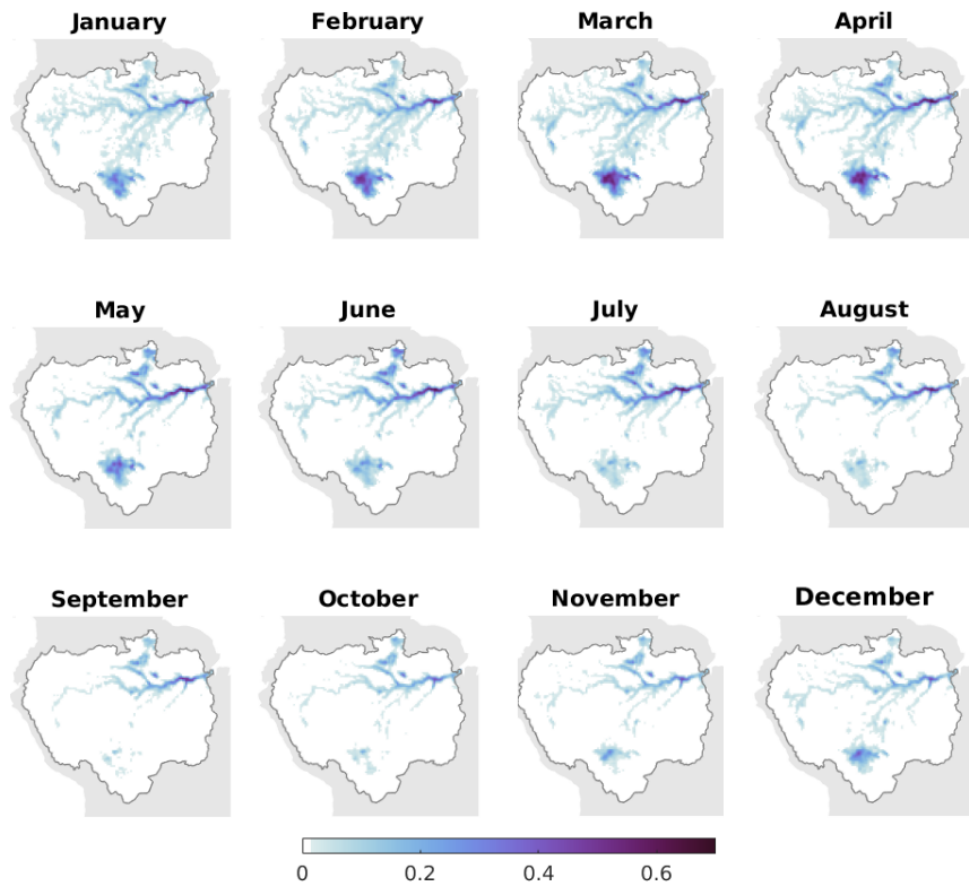 January February March April
May June July August
September October November December
0 0.2 0.4 0.6